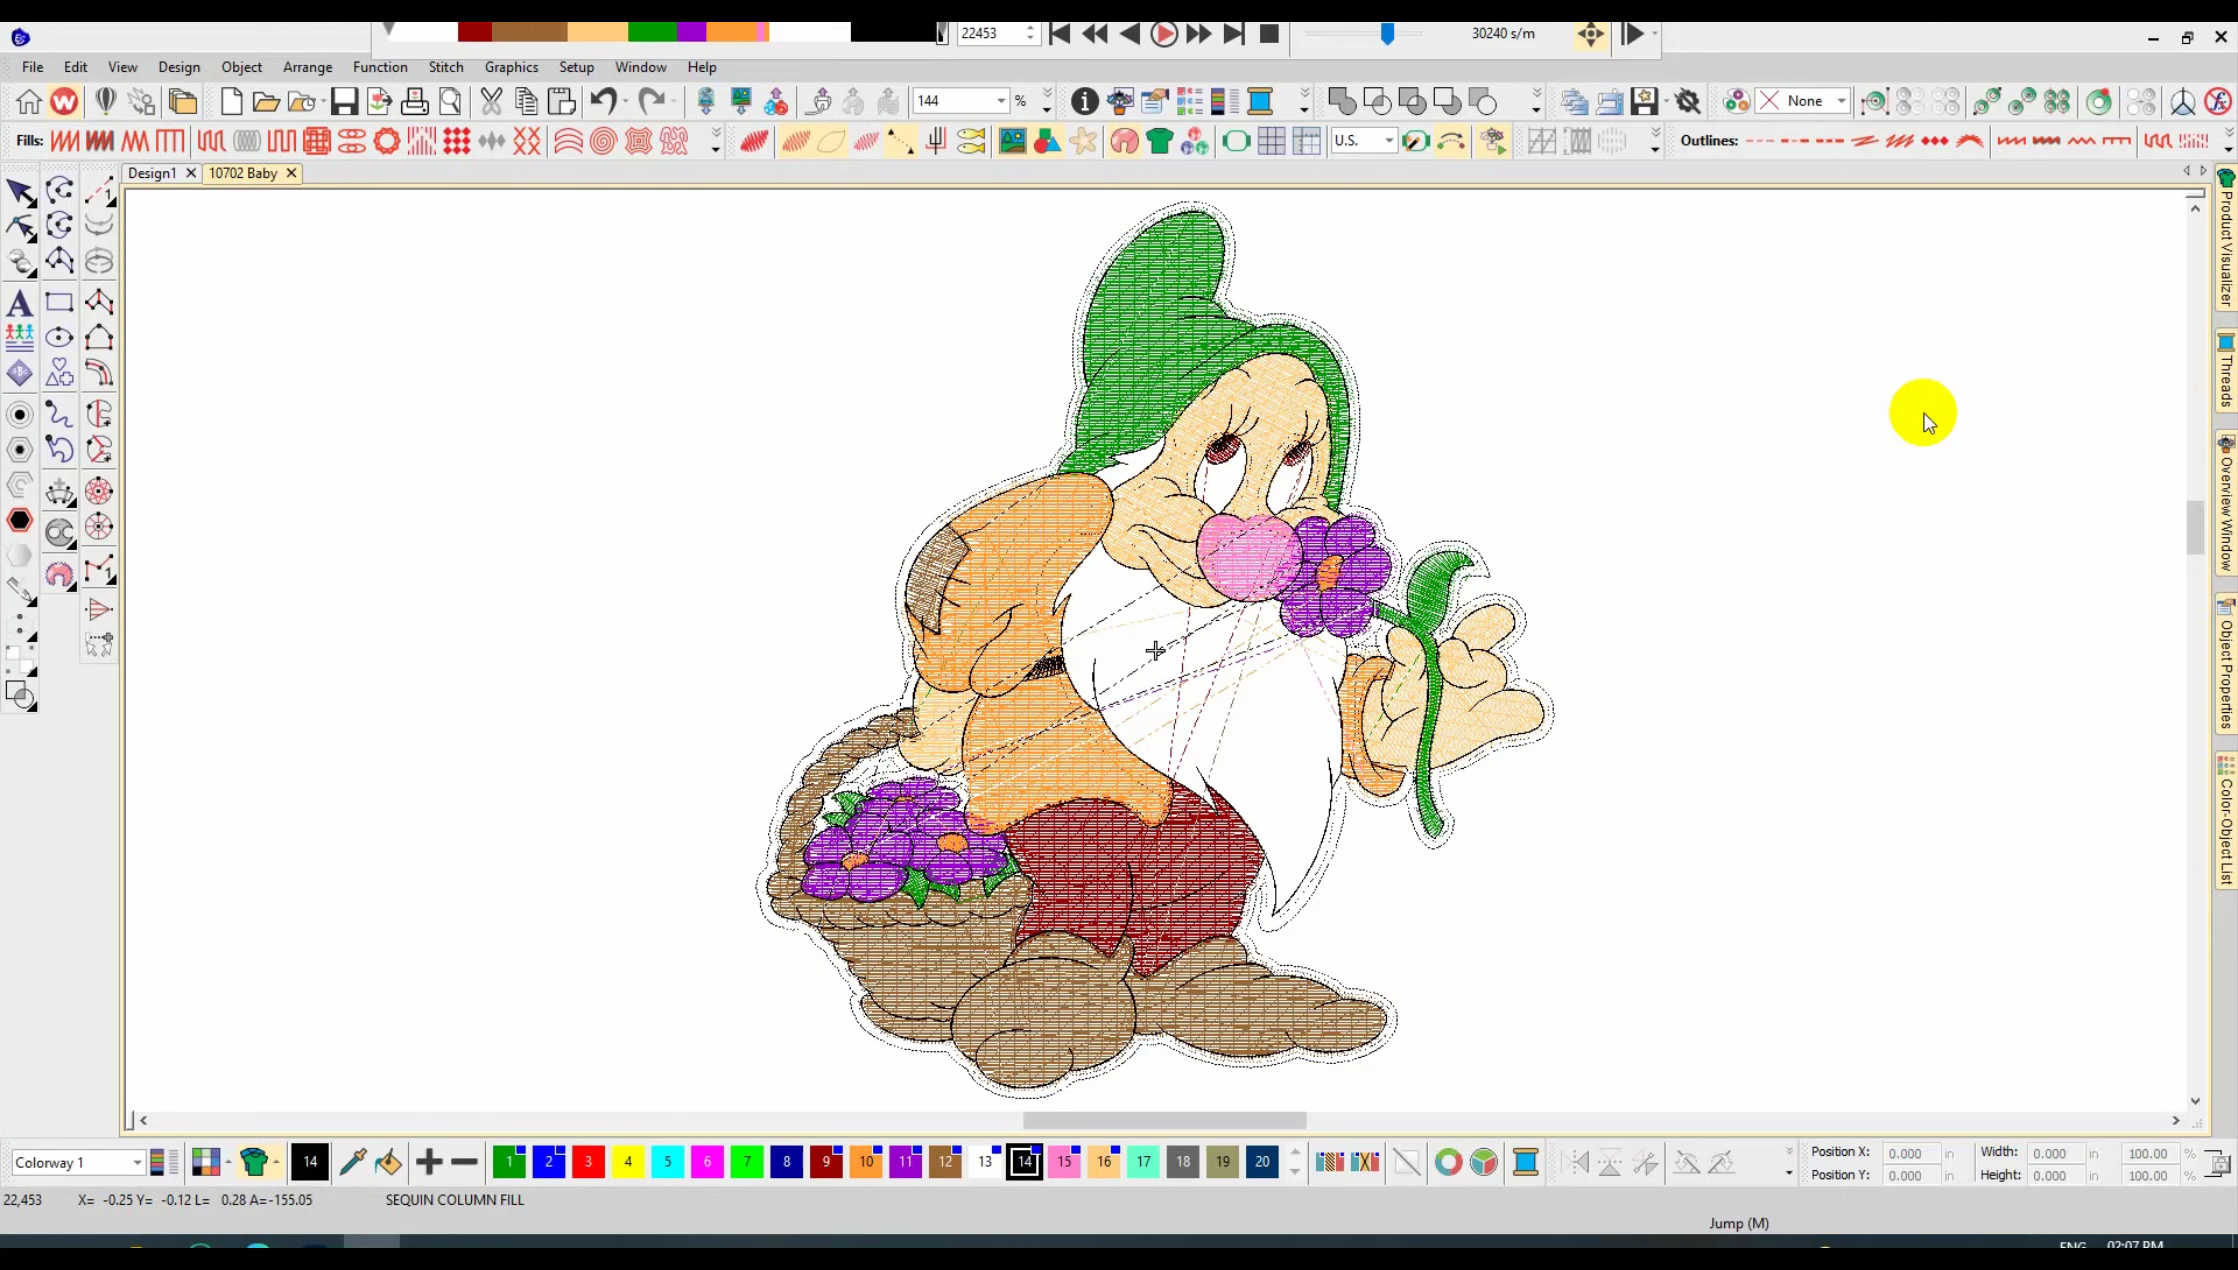 22453
30240 s/m
File Edit View Design Object Arrange Function Stitch Graphics Setup Window Help
144 %
None
Fills:
U.S.
Outlines:
Design1
10702 Baby
Product Visualizer
Threads
Overview Window
Object Properties
Color-Object List
Colorway 1
14
1 2 3 4 5 6 7 8 9 10 11 12 13 14 15 16 17 18 19 20
Position X: 0.000 in Width: 0.000 in 100.00 %
Position Y: 0.000 in Height: 0.000 in 100.00 %
22,453 X= -0.25 Y= -0.12 L= 0.28 A=-155.05 SEQUIN COLUMN FILL
Jump (M)
ENG 02:07 PM